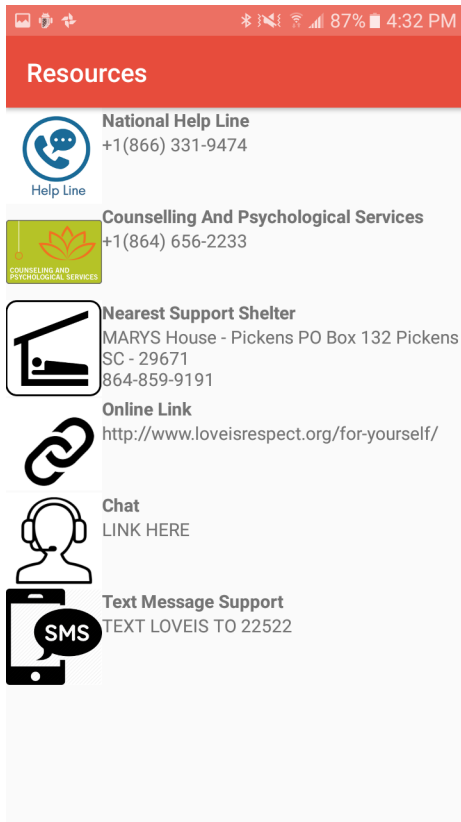 87% 4:32 PM
Resources
Help Line
National Help Line
+1(866) 331-9474
COUNSELING AND
PSYCHOLOGICAL SERVICES
Counselling And Psychological Services
+1(864) 656-2233
Nearest Support Shelter
MARYS House - Pickens PO Box 132 Pickens
SC - 29671
864-859-9191
Online Link
http://www.loveisrespect.org/for-yourself/
Chat
LINK HERE
SMS
Text Message Support
TEXT LOVEIS TO 22522